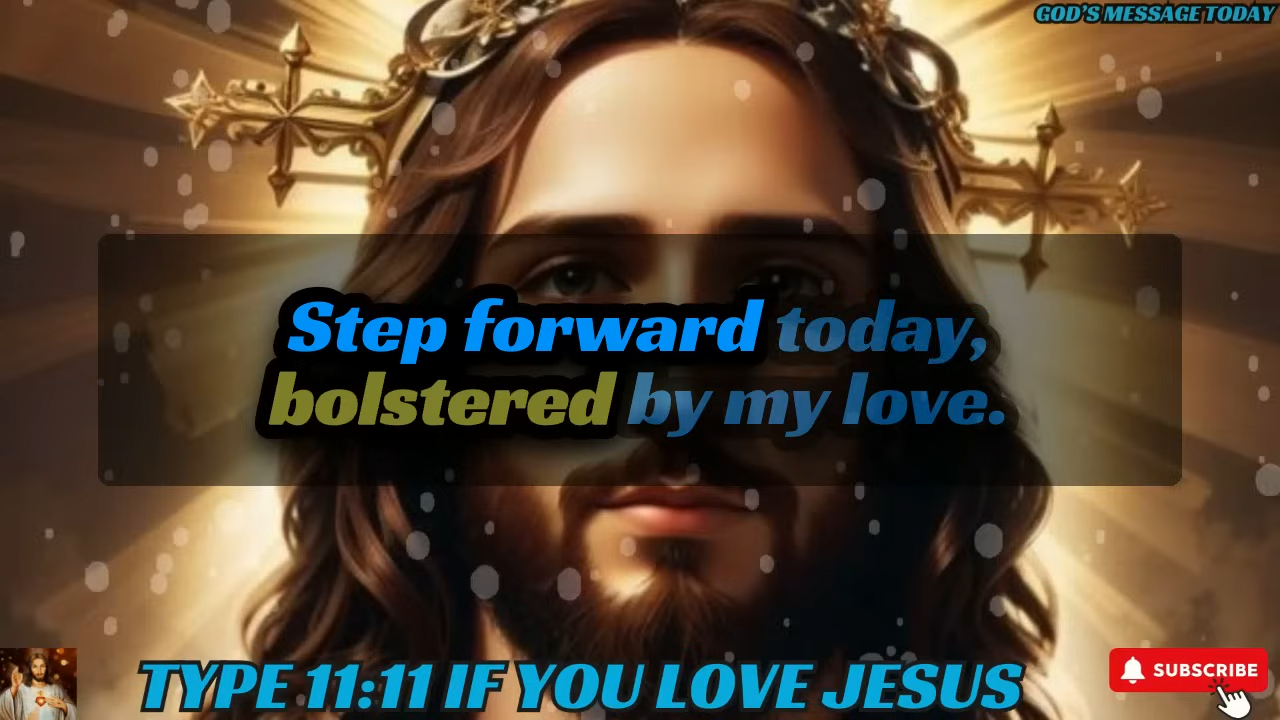 GOD'S MESSAGE TODAY
Step forward today,
bolstered by my love.
TYPE 11:11 IF YOU LOVE JESUS
SUBSCRIBE